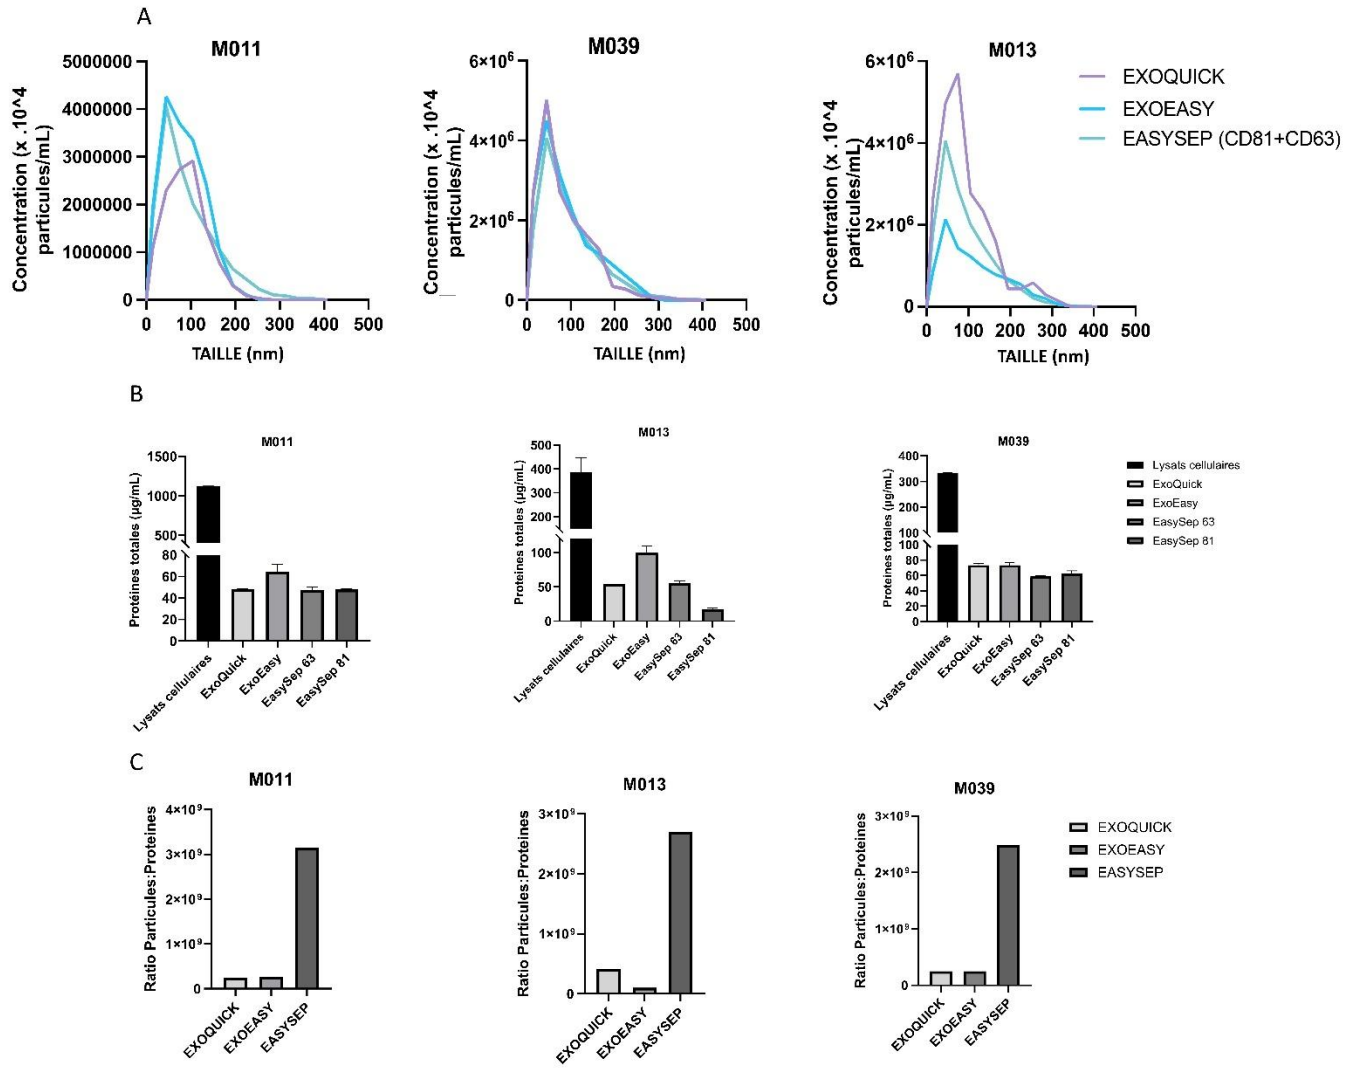 A
M011
Concentration (x .10^4
particules/mL)
5000000
4000000
3000000
2000000
1000000
0
0 100 200 300 400 500
TAILLE (nm)
M039
Concentration (x .10^4
particules/mL)
6×10⁶
4×10⁶
2×10⁶
0
0 100 200 300 400 500
TAILLE (nm)
M013
Concentration (x .10^4
particules/mL)
6×10⁶
4×10⁶
2×10⁶
0
0 100 200 300 400 500
TAILLE (nm)
EXOQUICK
EXOEASY
EASYSEP (CD81+CD63)
B
M011
Protéines totales (µg/mL)
1500
1000
500
80
60
40
20
0
Lysats cellulaires
ExoQuick
ExoEasy
EasySep 63
EasySep 81
M013
Proteines totales (µg/mL)
500
400
300
200
100
50
0
Lysats cellulaires
ExoQuick
ExoEasy
EasySep 63
EasySep 81
M039
Proteines totales (µg/mL)
400
300
200
100
100
80
60
40
20
0
Lysats cellulaires
ExoQuick
ExoEasy
EasySep 63
EasySep 81
Lysats cellulaires
ExoQuick
ExoEasy
EasySep 63
EasySep 81
C
M011
Ratio Particules:Proteines
4×10⁹
3×10⁹
2×10⁹
1×10⁹
0
EXOQUICK
EXOEASY
EASYSEP
M013
Ratio Particules:Proteines
3×10⁹
2×10⁹
1×10⁹
0
EXOQUICK
EXOEASY
EASYSEP
M039
Ratio Particules:Proteines
3×10⁹
2×10⁹
1×10⁹
0
EXOQUICK
EXOEASY
EASYSEP
EXOQUICK
EXOEASY
EASYSEP